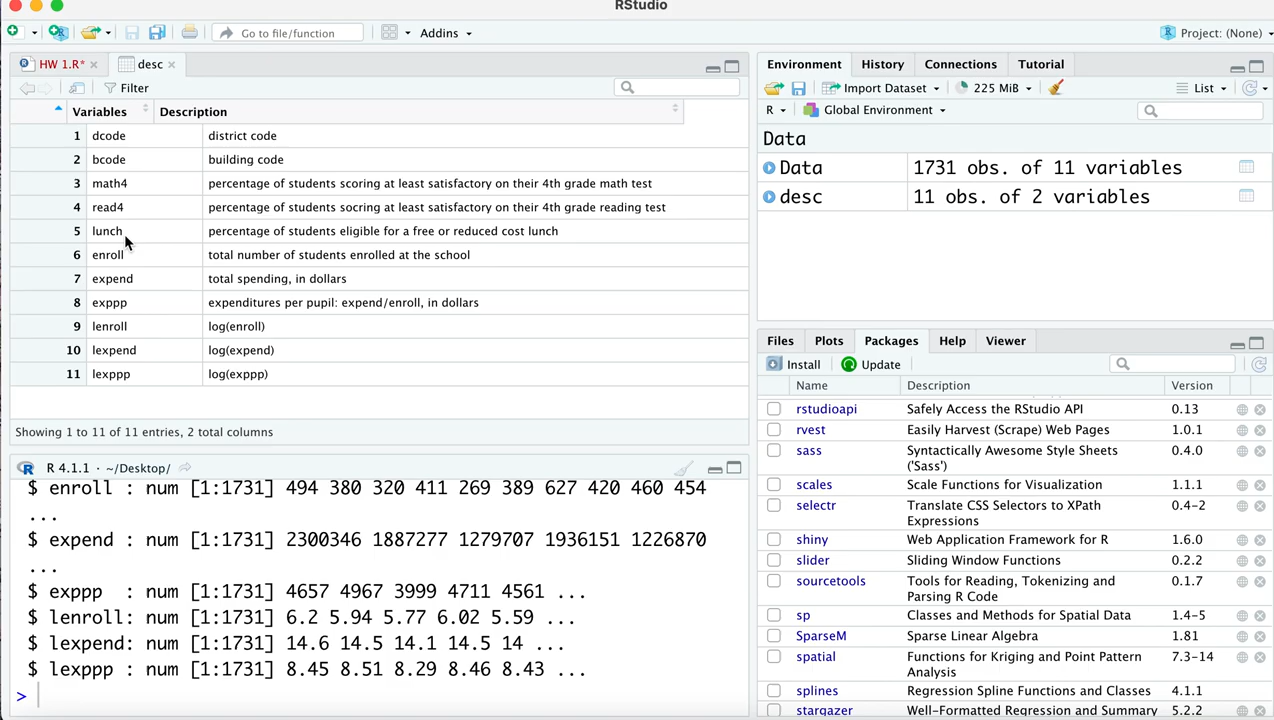 RStudio
Go to file/function
Addins
Project: (None)
HW 1.R*
desc
Filter
Variables Description
1 dcode district code
2 bcode building code
3 math4 percentage of students scoring at least satisfactory on their 4th grade math test
4 read4 percentage of students socring at least satisfactory on their 4th grade reading test
5 lunch percentage of students eligible for a free or reduced cost lunch
6 enroll total number of students enrolled at the school
7 expend total spending, in dollars
8 exppp expenditures per pupil: expend/enroll, in dollars
9 lenroll log(enroll)
10 lexpend log(expend)
11 lexppp log(exppp)
Showing 1 to 11 of 11 entries, 2 total columns
R 4.1.1 · ~/Desktop/
$ enroll : num [1:1731] 494 380 320 411 269 389 627 420 460 454
...
$ expend : num [1:1731] 2300346 1887277 1279707 1936151 1226870
...
$ exppp : num [1:1731] 4657 4967 3999 4711 4561 ...
$ lenroll: num [1:1731] 6.2 5.94 5.77 6.02 5.59 ...
$ lexpend: num [1:1731] 14.6 14.5 14.1 14.5 14 ...
$ lexppp : num [1:1731] 8.45 8.51 8.29 8.46 8.43 ...
>
Environment History Connections Tutorial
Import Dataset 225 MiB List
R Global Environment
Data
Data 1731 obs. of 11 variables
desc 11 obs. of 2 variables
Files Plots Packages Help Viewer
Install Update
Name Description Version
rstudioapi Safely Access the RStudio API 0.13
rvest Easily Harvest (Scrape) Web Pages 1.0.1
sass Syntactically Awesome Style Sheets 0.4.0
('Sass')
scales Scale Functions for Visualization 1.1.1
selectr Translate CSS Selectors to XPath 0.4-2
Expressions
shiny Web Application Framework for R 1.6.0
slider Sliding Window Functions 0.2.2
sourcetools Tools for Reading, Tokenizing and 0.1.7
Parsing R Code
sp Classes and Methods for Spatial Data 1.4-5
SparseM Sparse Linear Algebra 1.81
spatial Functions for Kriging and Point Pattern 7.3-14
Analysis
splines Regression Spline Functions and Classes 4.1.1
stargazer Well-Formatted Regression and Summary 5.2.2